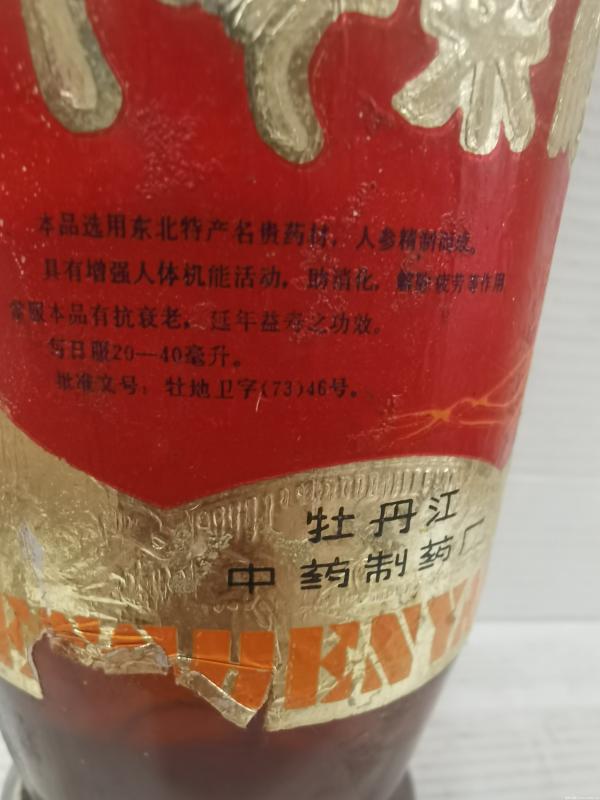 本品选用东北特产名贵药材，人参精制而成。
具有增强人体机能活动，助消化，解除疲劳等作用
常服本品有抗衰老，延年益寿之功效。
每日服20—40毫升。
批准文号：牡地卫字(73)46号。
牡丹江
中药制药厂